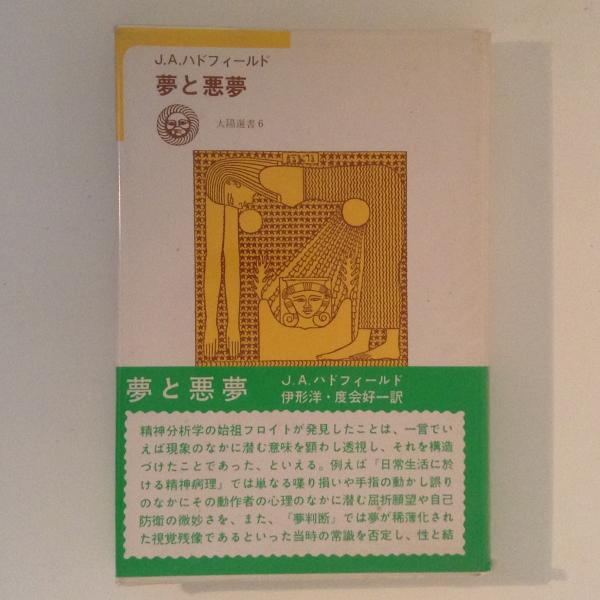 J.A.ハドフィールド
夢と悪夢
太陽選書6
夢と悪夢
J.A.ハドフィールド
伊形洋・度会好一訳
精神分析学の始祖フロイトが発見したことは、一言でい
えば現象のなかに潜む意味を顕わし透視し、それを構造
づけたことであった、といえる。例えば「日常生活に於
ける精神病理」では単なる喋り損いや手指の動かし誤り
のなかにその動作者の心理のなかに潜む屈折願望や自己
防衛の微妙さを、また、「夢判断」では夢が稀薄化され
た視覚残像であるといった当時の常識を否定し、性と結